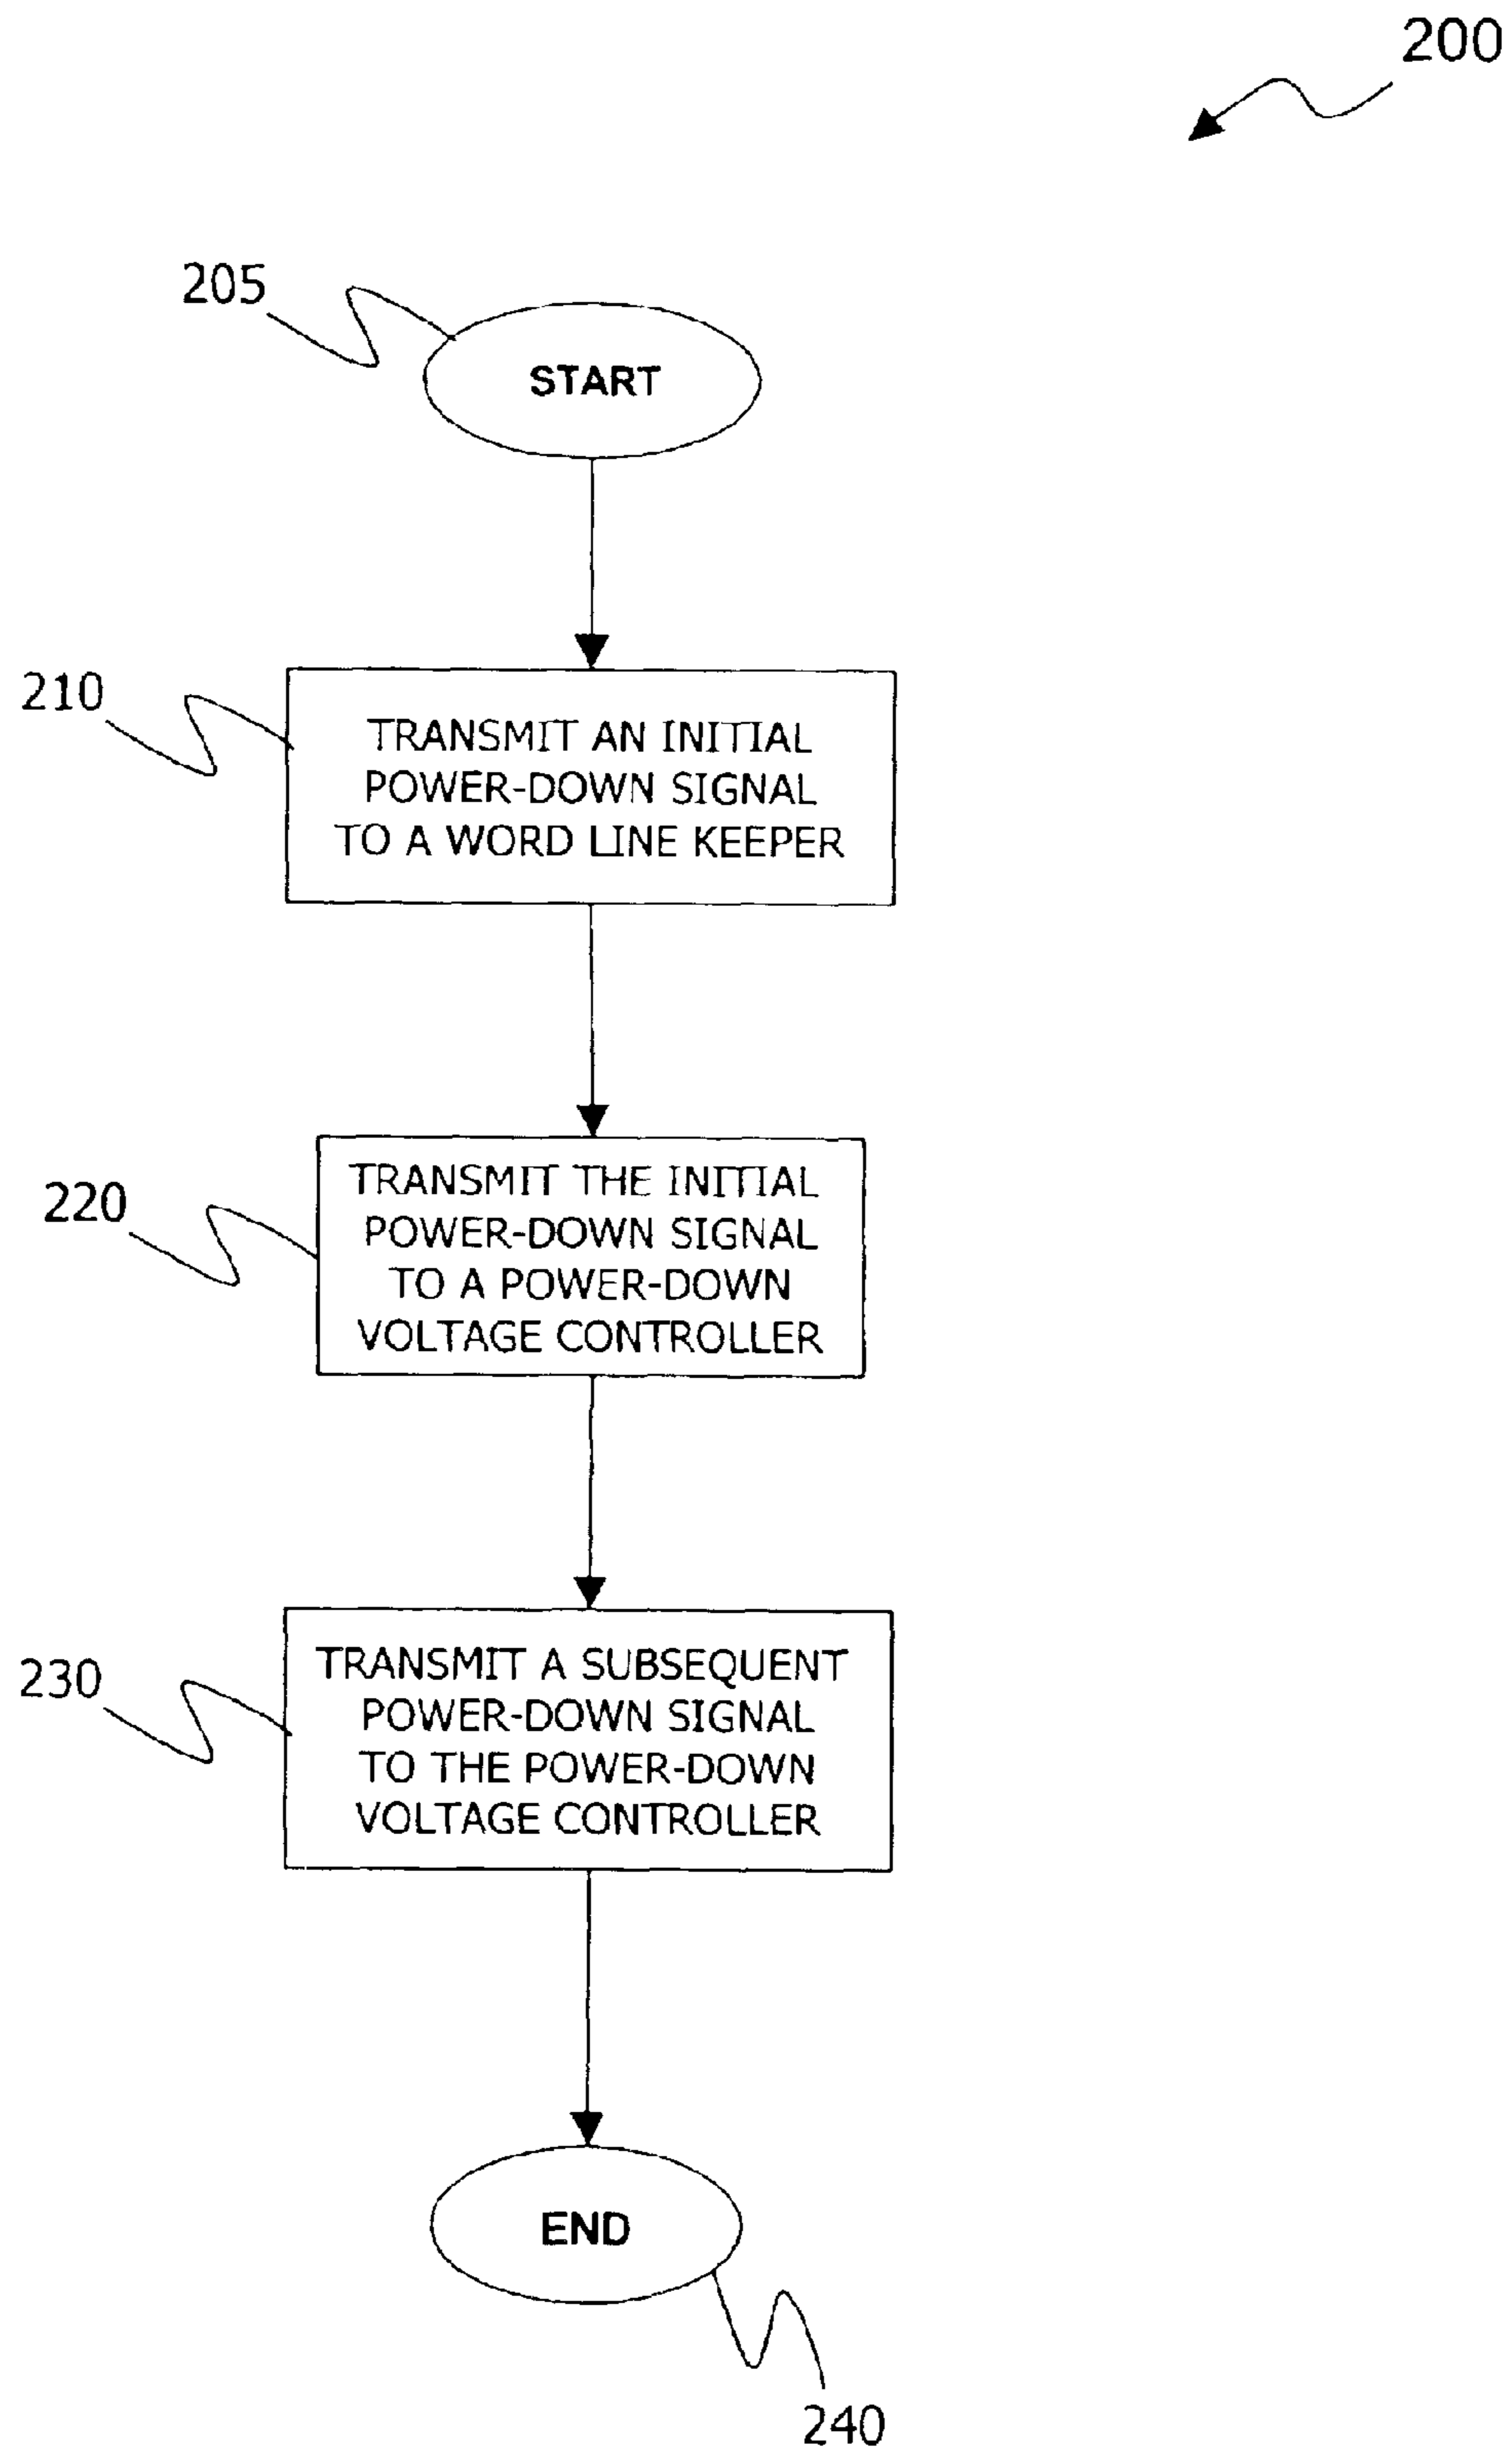 200
205
START
210
TRANSMIT AN INITIAL
POWER-DOWN SIGNAL
TO A WORD LINE KEEPER
220
TRANSMIT THE INITIAL
POWER-DOWN SIGNAL
TO A POWER-DOWN
VOLTAGE CONTROLLER
230
TRANSMIT A SUBSEQUENT
POWER-DOWN SIGNAL
TO THE POWER-DOWN
VOLTAGE CONTROLLER
END
240